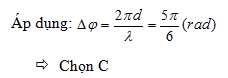 Áp dụng: Δφ = 2πd/λ = 5π/6 (rad)
⇨ Chọn C